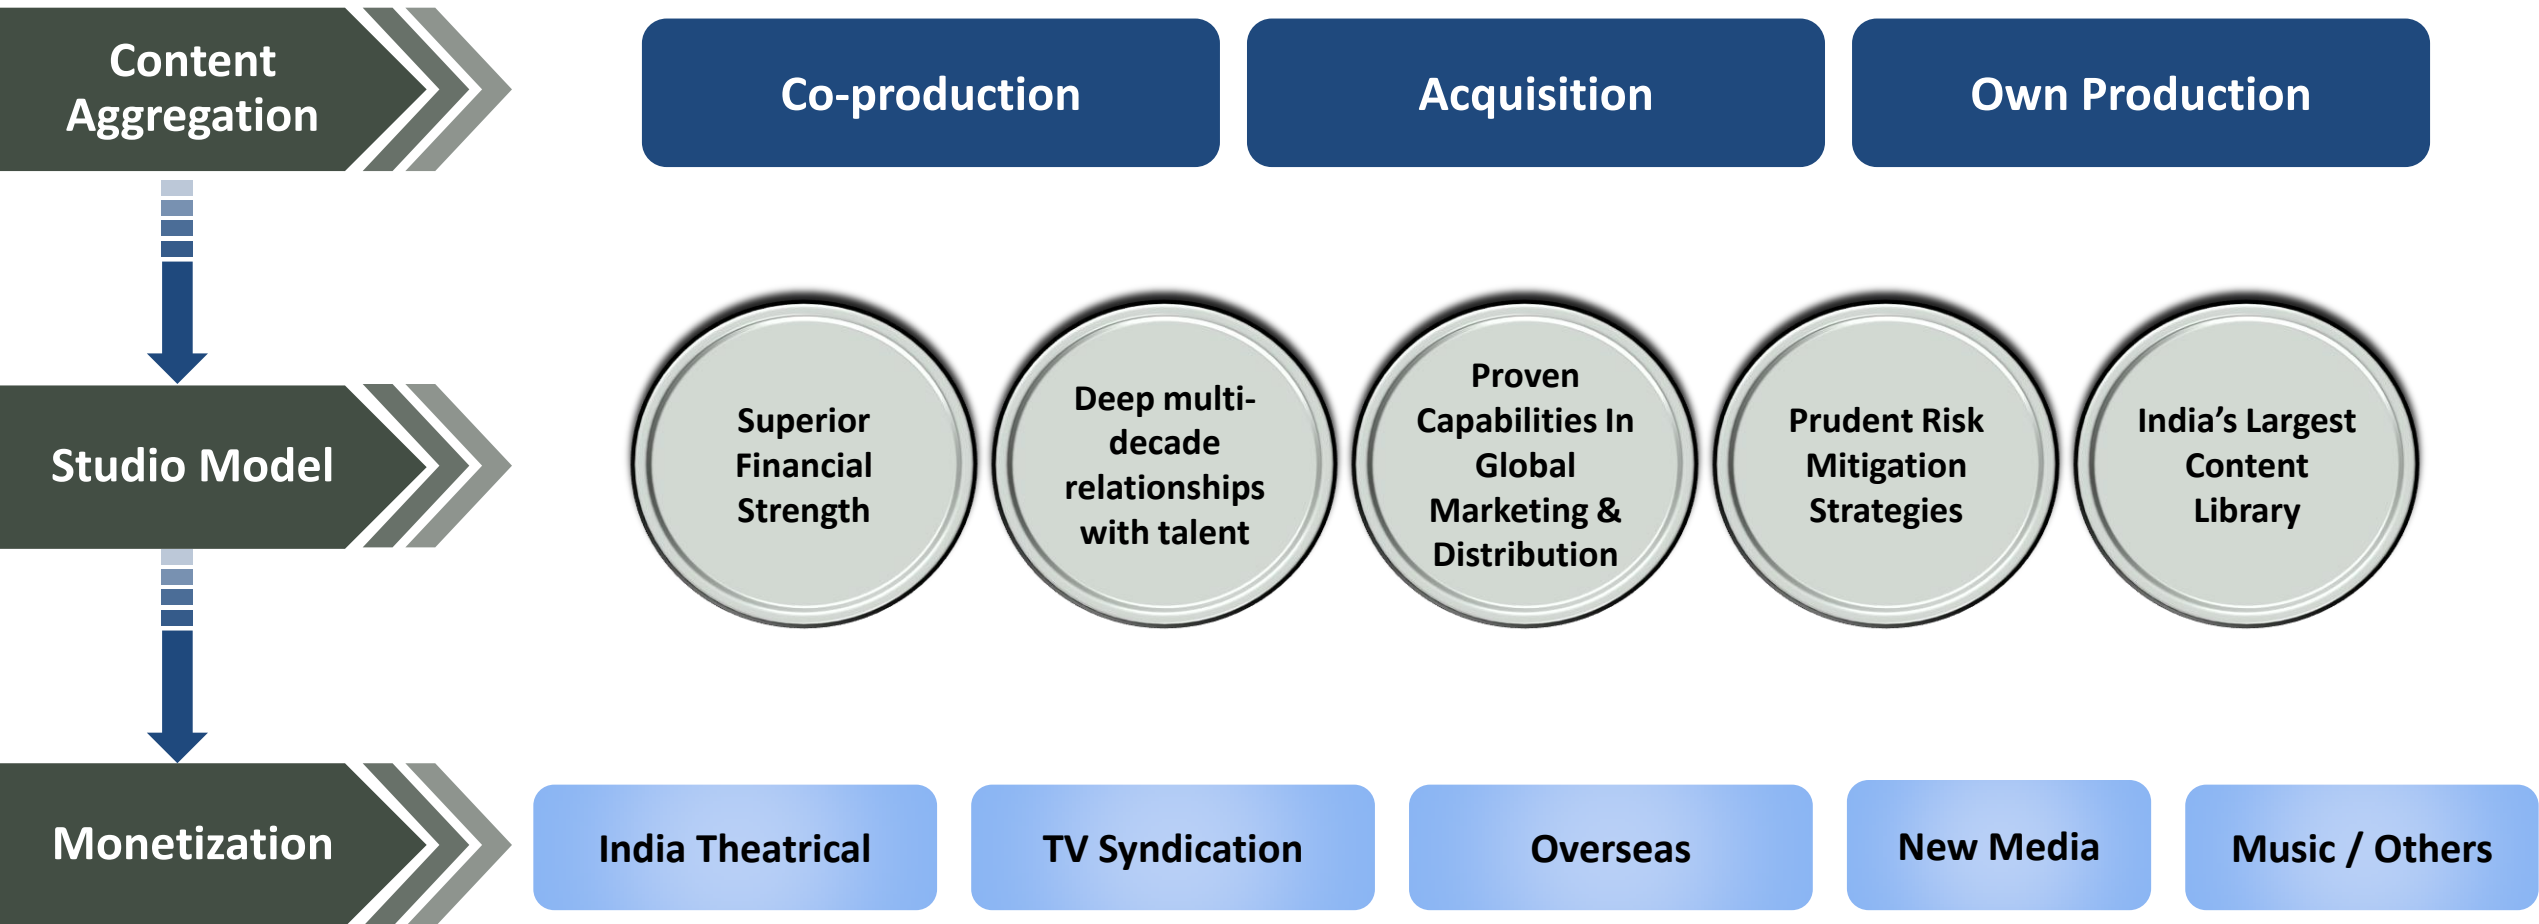 Content
Aggregation
Co-production
Acquisition
Own Production
Studio Model
Superior
Financial
Strength
Deep multi-
decade
relationships
with talent
Proven
Capabilities In
Global
Marketing &
Distribution
Prudent Risk
Mitigation
Strategies
India’s Largest
Content
Library
Monetization
India Theatrical
TV Syndication
Overseas
New Media
Music / Others